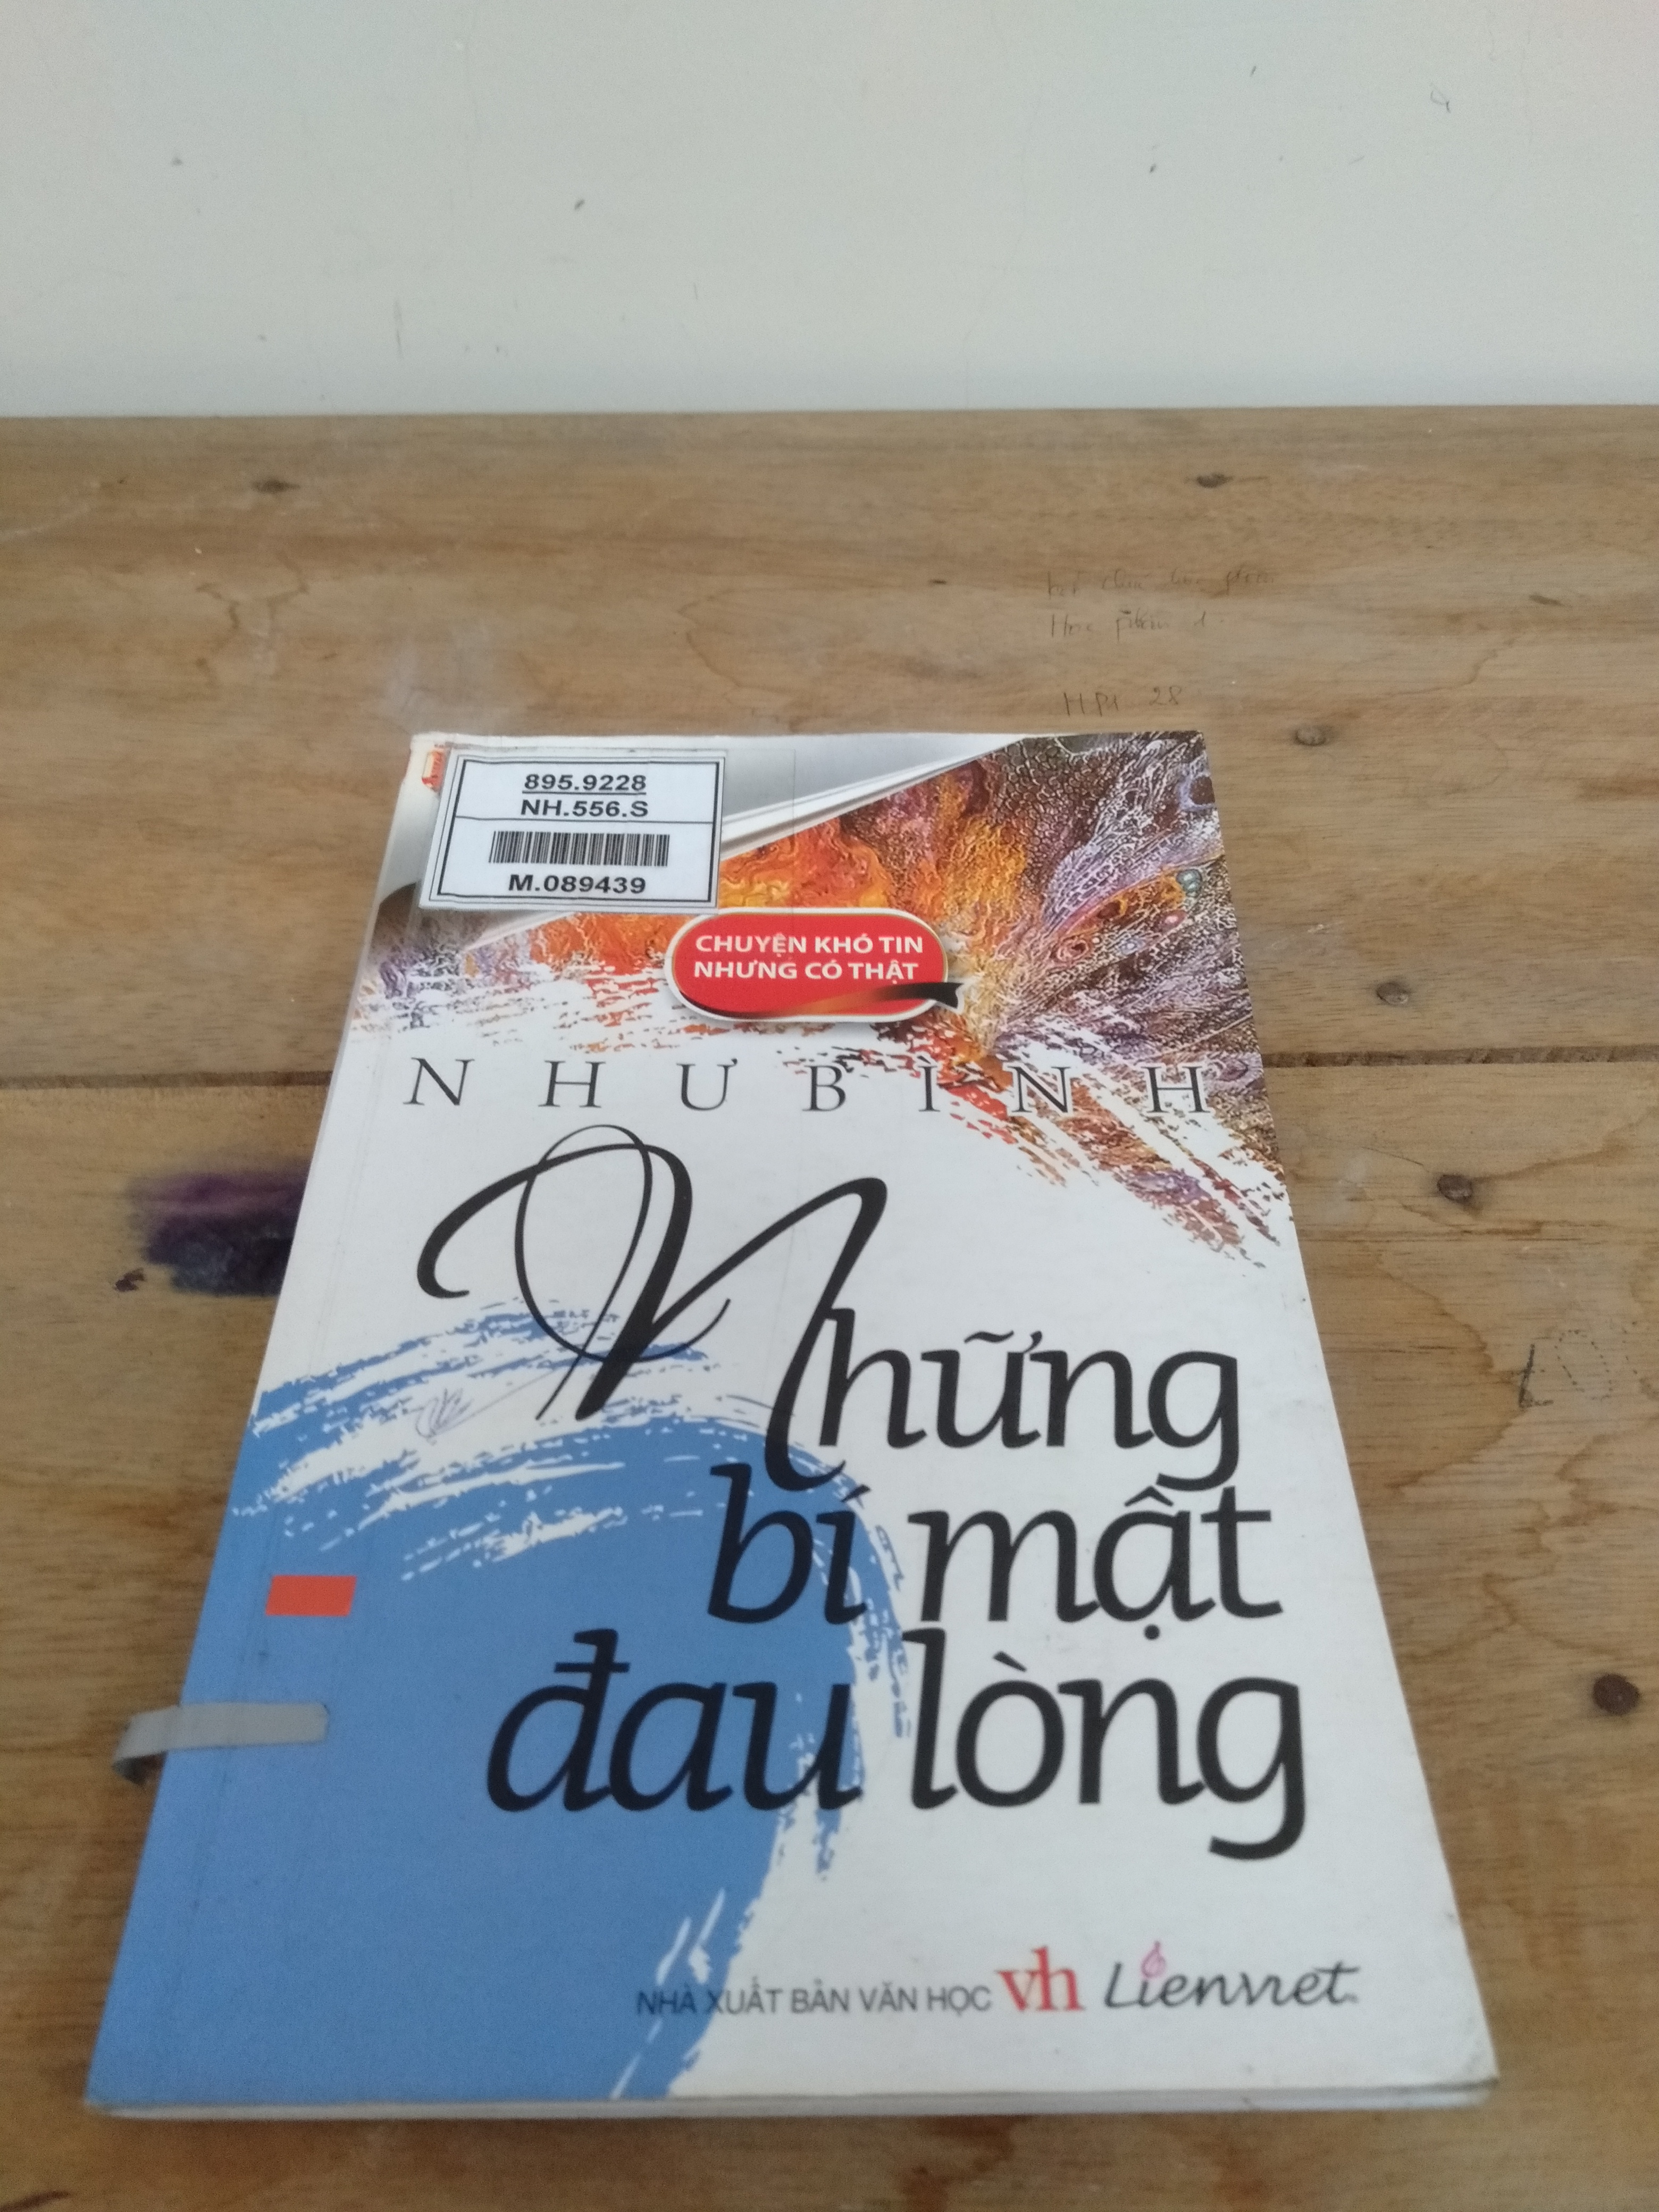 H 28
895.9228
NH.556.S
M.089439
CHUYỆN KHÓ TIN
NHƯNG CÓ THẬT
NHƯ BÌNH
Những
bí mật
đau lòng
NHÀ XUẤT BẢN VĂN HỌC vh Lienviet